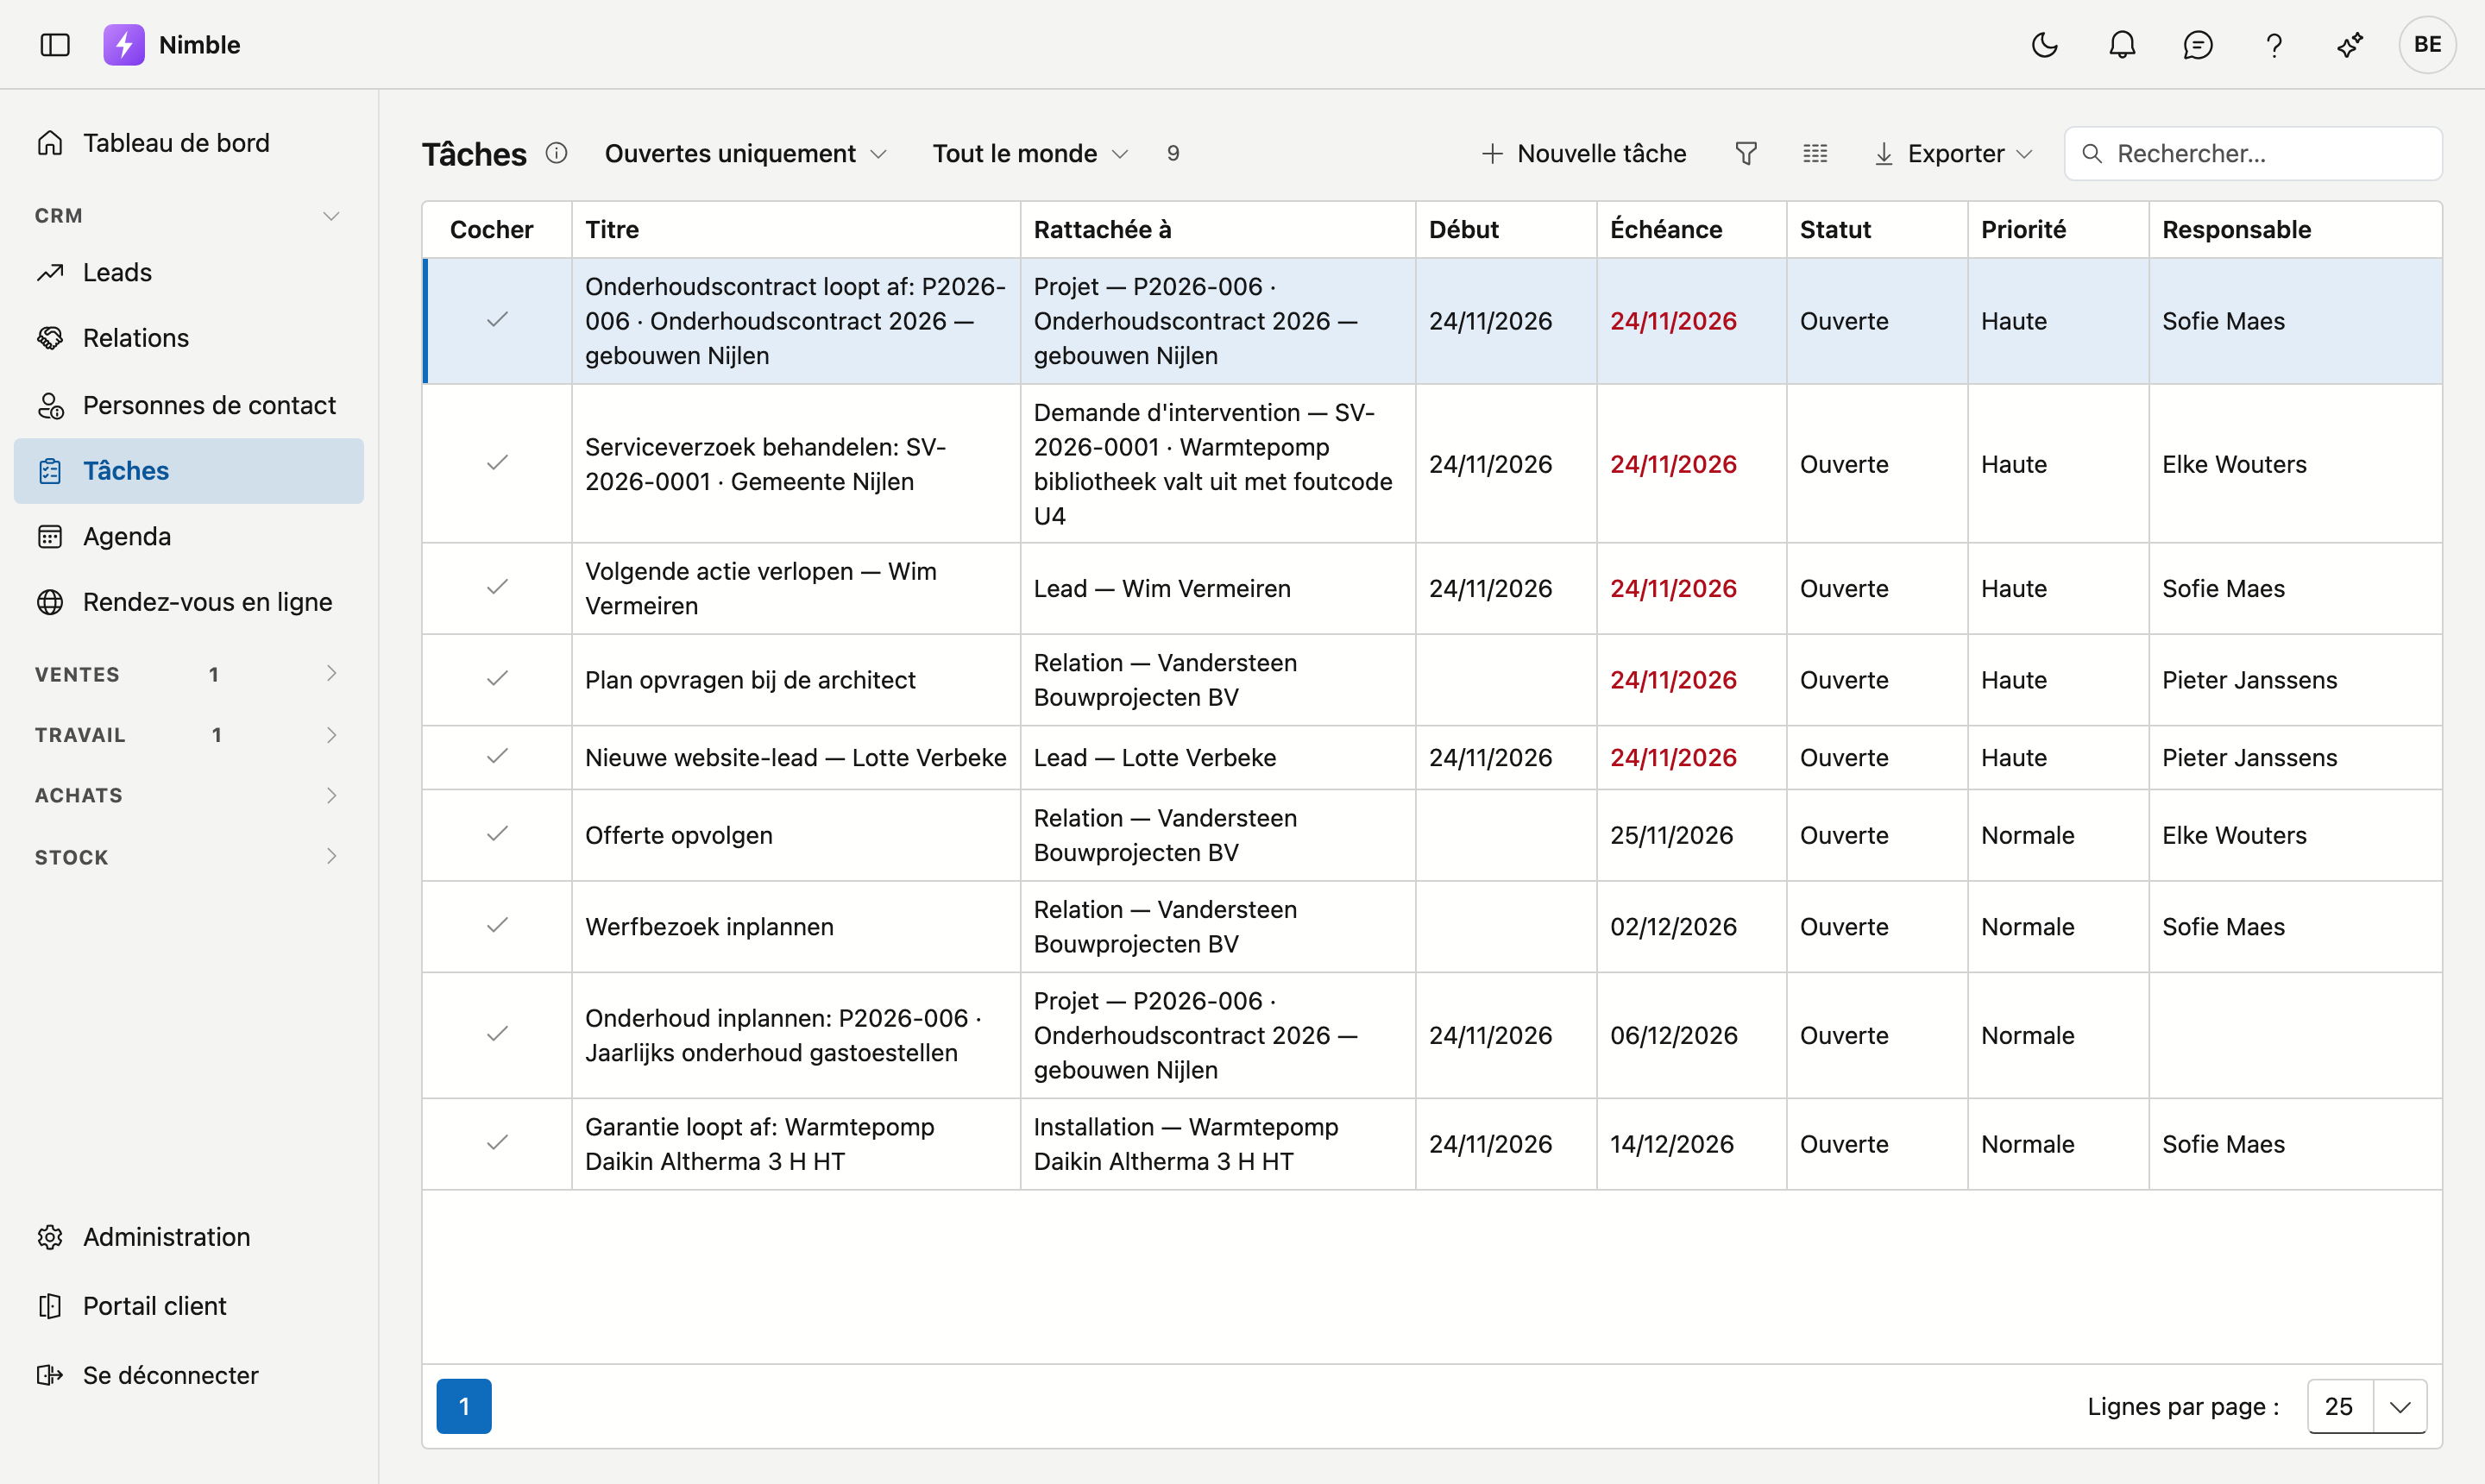 Nimble
BE
Tableau de bord
CRM
Leads
Relations
Personnes de contact
Tâches
Agenda
Rendez-vous en ligne
VENTES 1
TRAVAIL 1
ACHATS
STOCK
Administration
Portail client
Se déconnecter
Tâches Ouvertes uniquement Tout le monde 9 Nouvelle tâche Exporter Rechercher...
Cocher Titre Rattachée à Début Échéance Statut Priorité Responsable
Onderhoudscontract loopt af: P2026-
006 · Onderhoudscontract 2026 —
gebouwen Nijlen
Projet — P2026-006 ·
Onderhoudscontract 2026 —
gebouwen Nijlen
24/11/2026 24/11/2026 Ouverte Haute Sofie Maes
Serviceverzoek behandelen: SV-
2026-0001 · Gemeente Nijlen
Demande d'intervention — SV-
2026-0001 · Warmtepomp
bibliotheek valt uit met foutcode
U4
24/11/2026 24/11/2026 Ouverte Haute Elke Wouters
Volgende actie verlopen — Wim
Vermeiren
Lead — Wim Vermeiren
24/11/2026 24/11/2026 Ouverte Haute Sofie Maes
Plan opvragen bij de architect
Relation — Vandersteen
Bouwprojecten BV
24/11/2026 Ouverte Haute Pieter Janssens
Nieuwe website-lead — Lotte Verbeke
Lead — Lotte Verbeke
24/11/2026 24/11/2026 Ouverte Haute Pieter Janssens
Offerte opvolgen
Relation — Vandersteen
Bouwprojecten BV
25/11/2026 Ouverte Normale Elke Wouters
Werfbezoek inplannen
Relation — Vandersteen
Bouwprojecten BV
02/12/2026 Ouverte Normale Sofie Maes
Onderhoud inplannen: P2026-006 ·
Jaarlijks onderhoud gastoestellen
Projet — P2026-006 ·
Onderhoudscontract 2026 —
gebouwen Nijlen
24/11/2026 06/12/2026 Ouverte Normale
Garantie loopt af: Warmtepomp
Daikin Altherma 3 H HT
Installation — Warmtepomp
Daikin Altherma 3 H HT
24/11/2026 14/12/2026 Ouverte Normale Sofie Maes
1
Lignes par page : 25